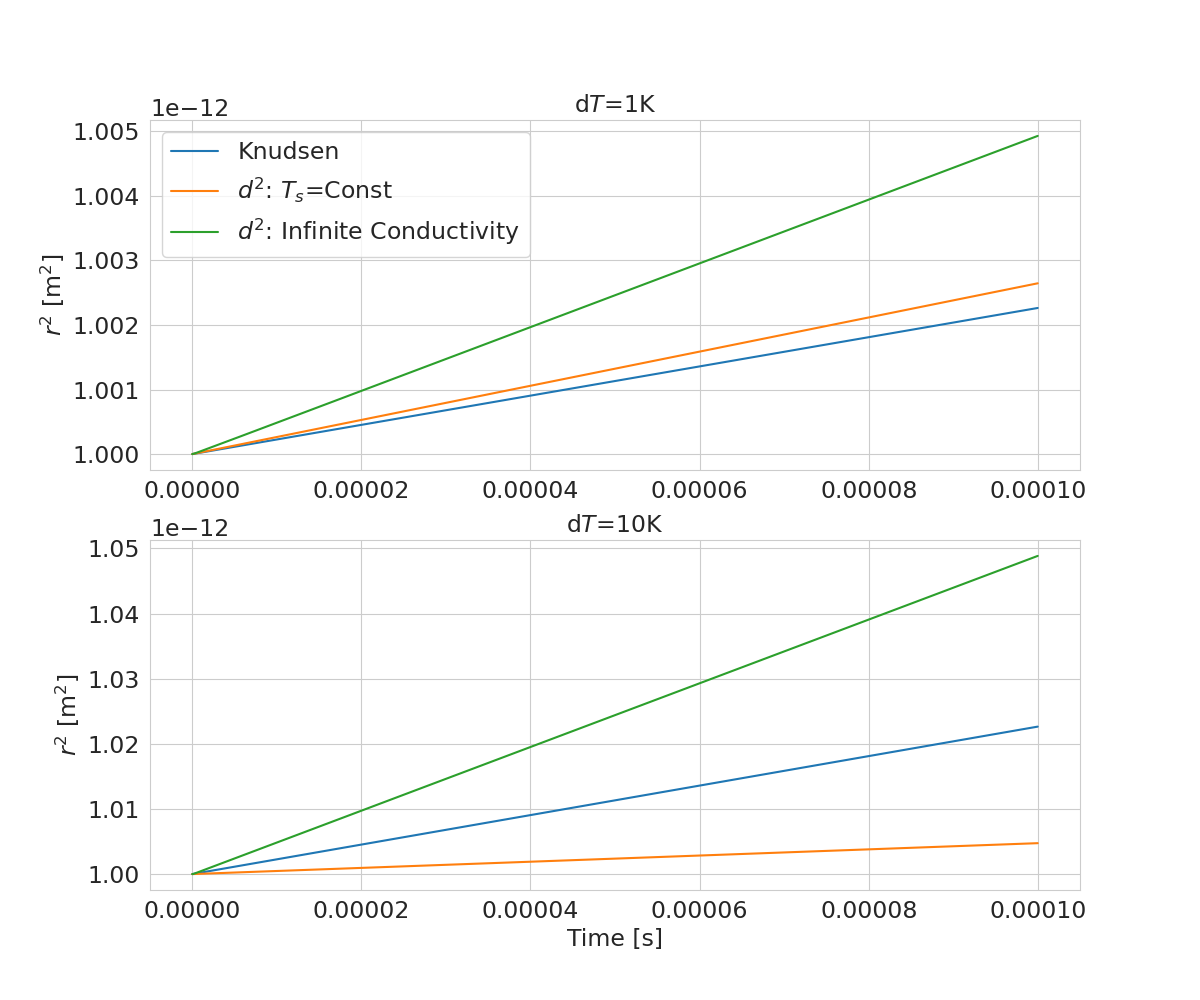 dT=1K
1e−12
1.005
1.004
1.003
1.002
1.001
1.000
r² [m²]
Knudsen
d²: Tₛ=Const
d²: Infinite Conductivity
0.00000 0.00002 0.00004 0.00006 0.00008 0.00010
dT=10K
1e−12
1.05
1.04
1.03
1.02
1.01
1.00
r² [m²]
0.00000 0.00002 0.00004 0.00006 0.00008 0.00010
Time [s]